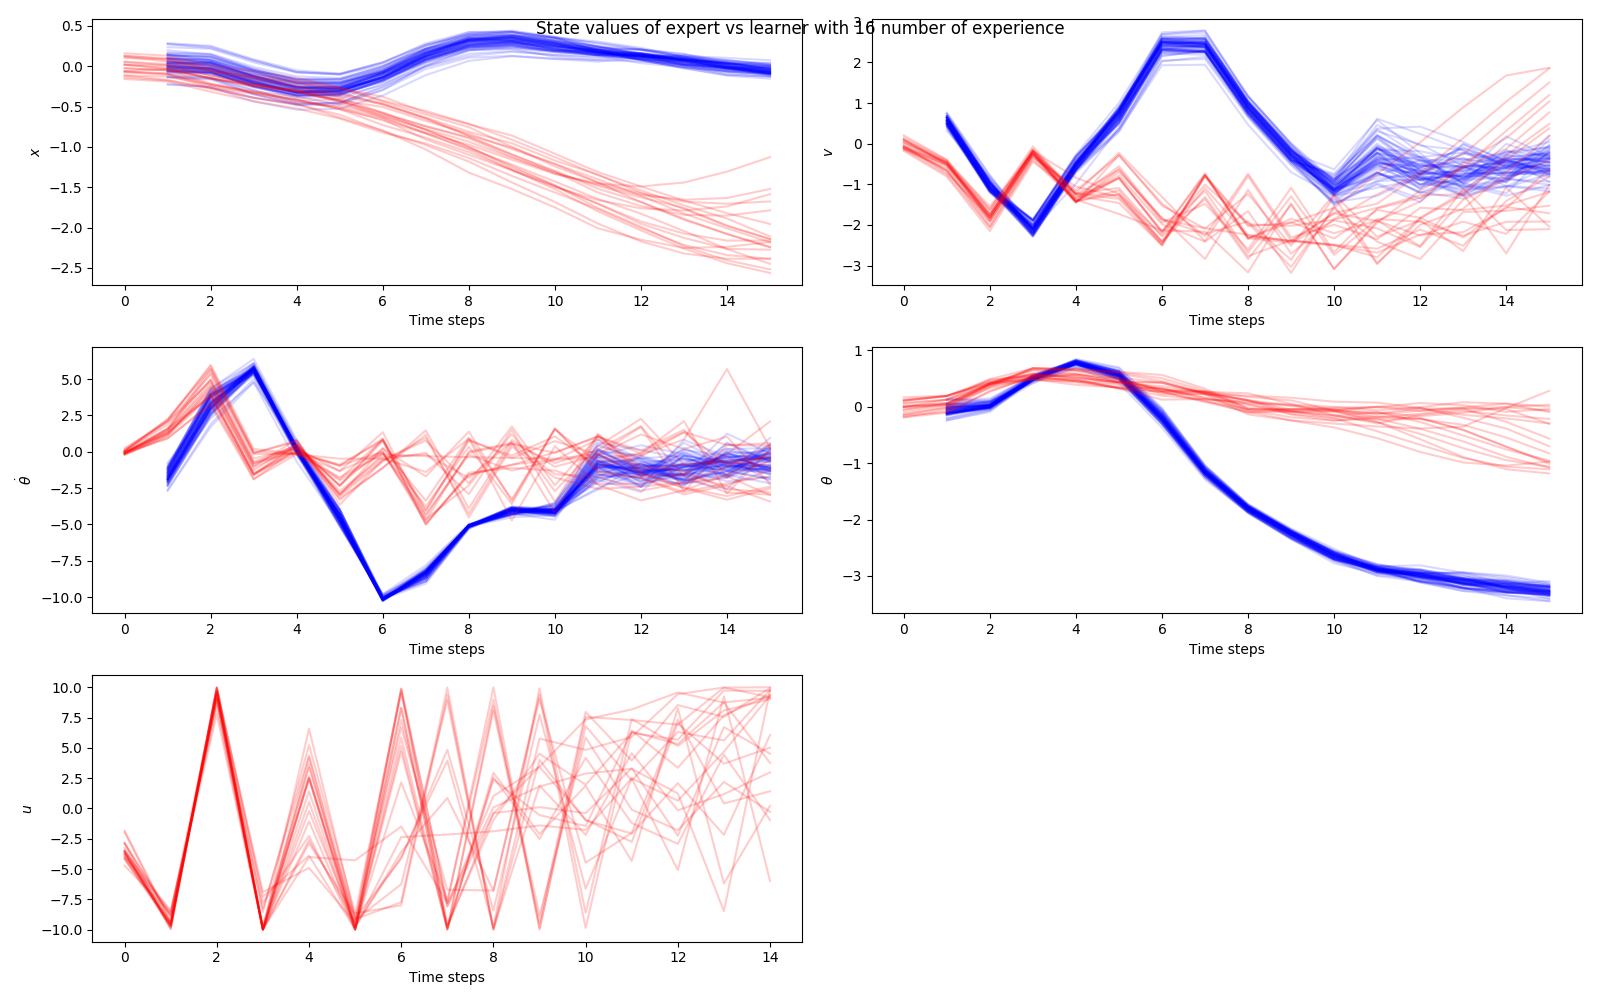 State values of expert vs learner with 16 number of experience
0.5
0.0
−0.5
−1.0
−1.5
−2.0
−2.5
x
0 2 4 6 8 10 12 14
Time steps
3
2
1
0
−1
−2
−3
v
0 2 4 6 8 10 12 14
Time steps
5.0
2.5
0.0
−2.5
−5.0
−7.5
−10.0
θ̇
0 2 4 6 8 10 12 14
Time steps
1
0
−1
−2
−3
θ
0 2 4 6 8 10 12 14
Time steps
10.0
7.5
5.0
2.5
0.0
−2.5
−5.0
−7.5
−10.0
u
0 2 4 6 8 10 12 14
Time steps